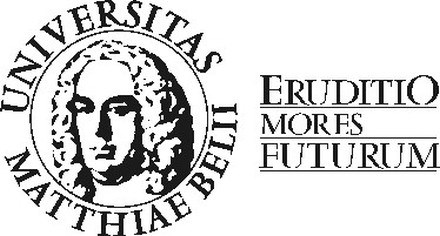 UNIVERSITAS
MATTHIAE BELII
ERUDITIO
MORES
FUTURUM